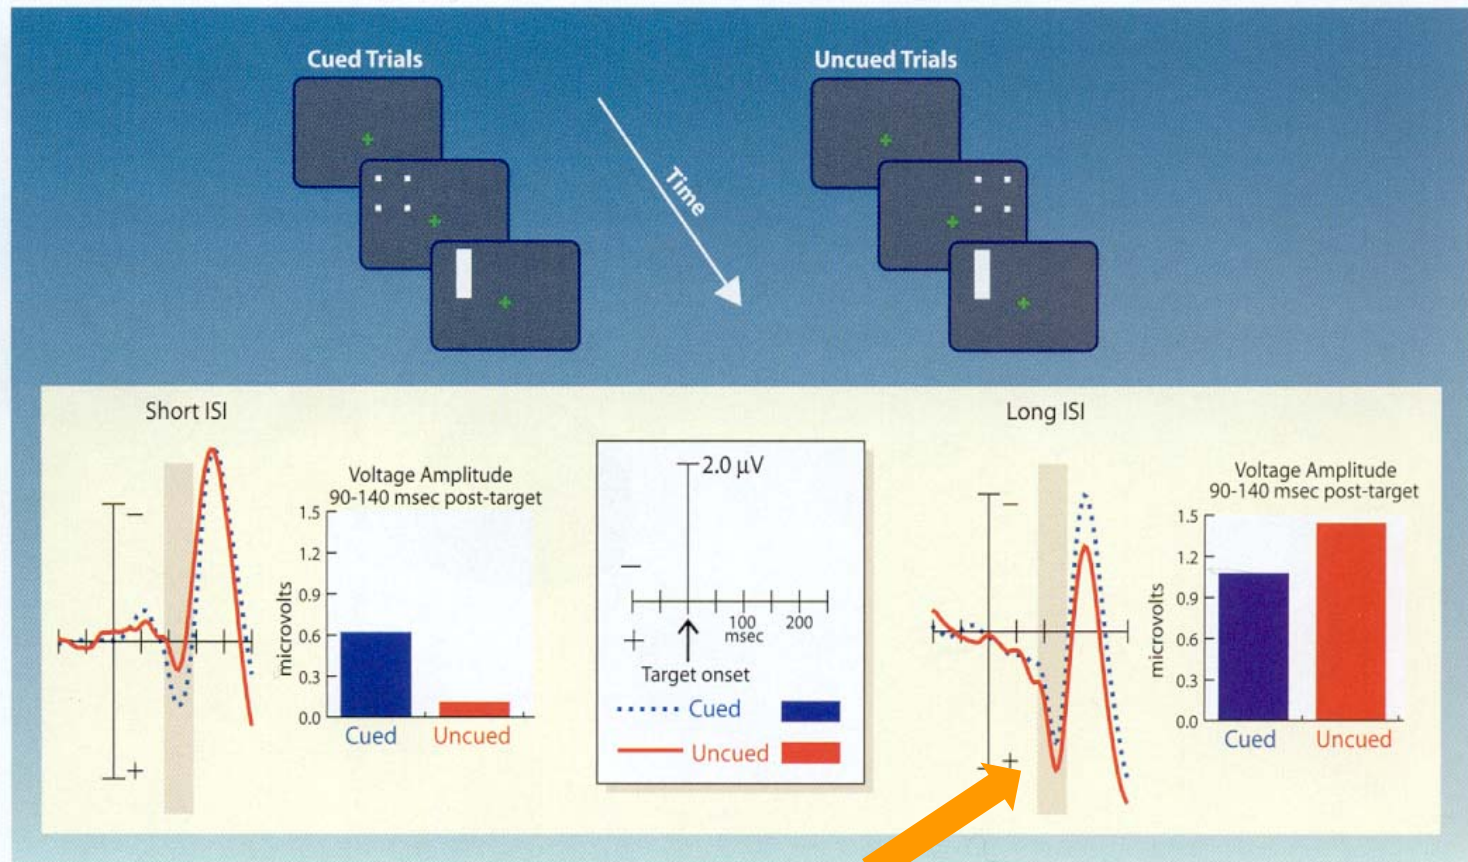 Cued Trials
Uncued Trials
Time
Short ISI
Voltage Amplitude
90-140 msec post-target
1.5
1.2
0.9
0.6
0.3
0.0
microvolts
Cued
Uncued
−
+
2.0 µV
−
+
100
200
msec
Target onset
Cued
Uncued
Long ISI
−
+
Voltage Amplitude
90-140 msec post-target
1.5
1.2
0.9
0.6
0.3
0.0
microvolts
Cued
Uncued